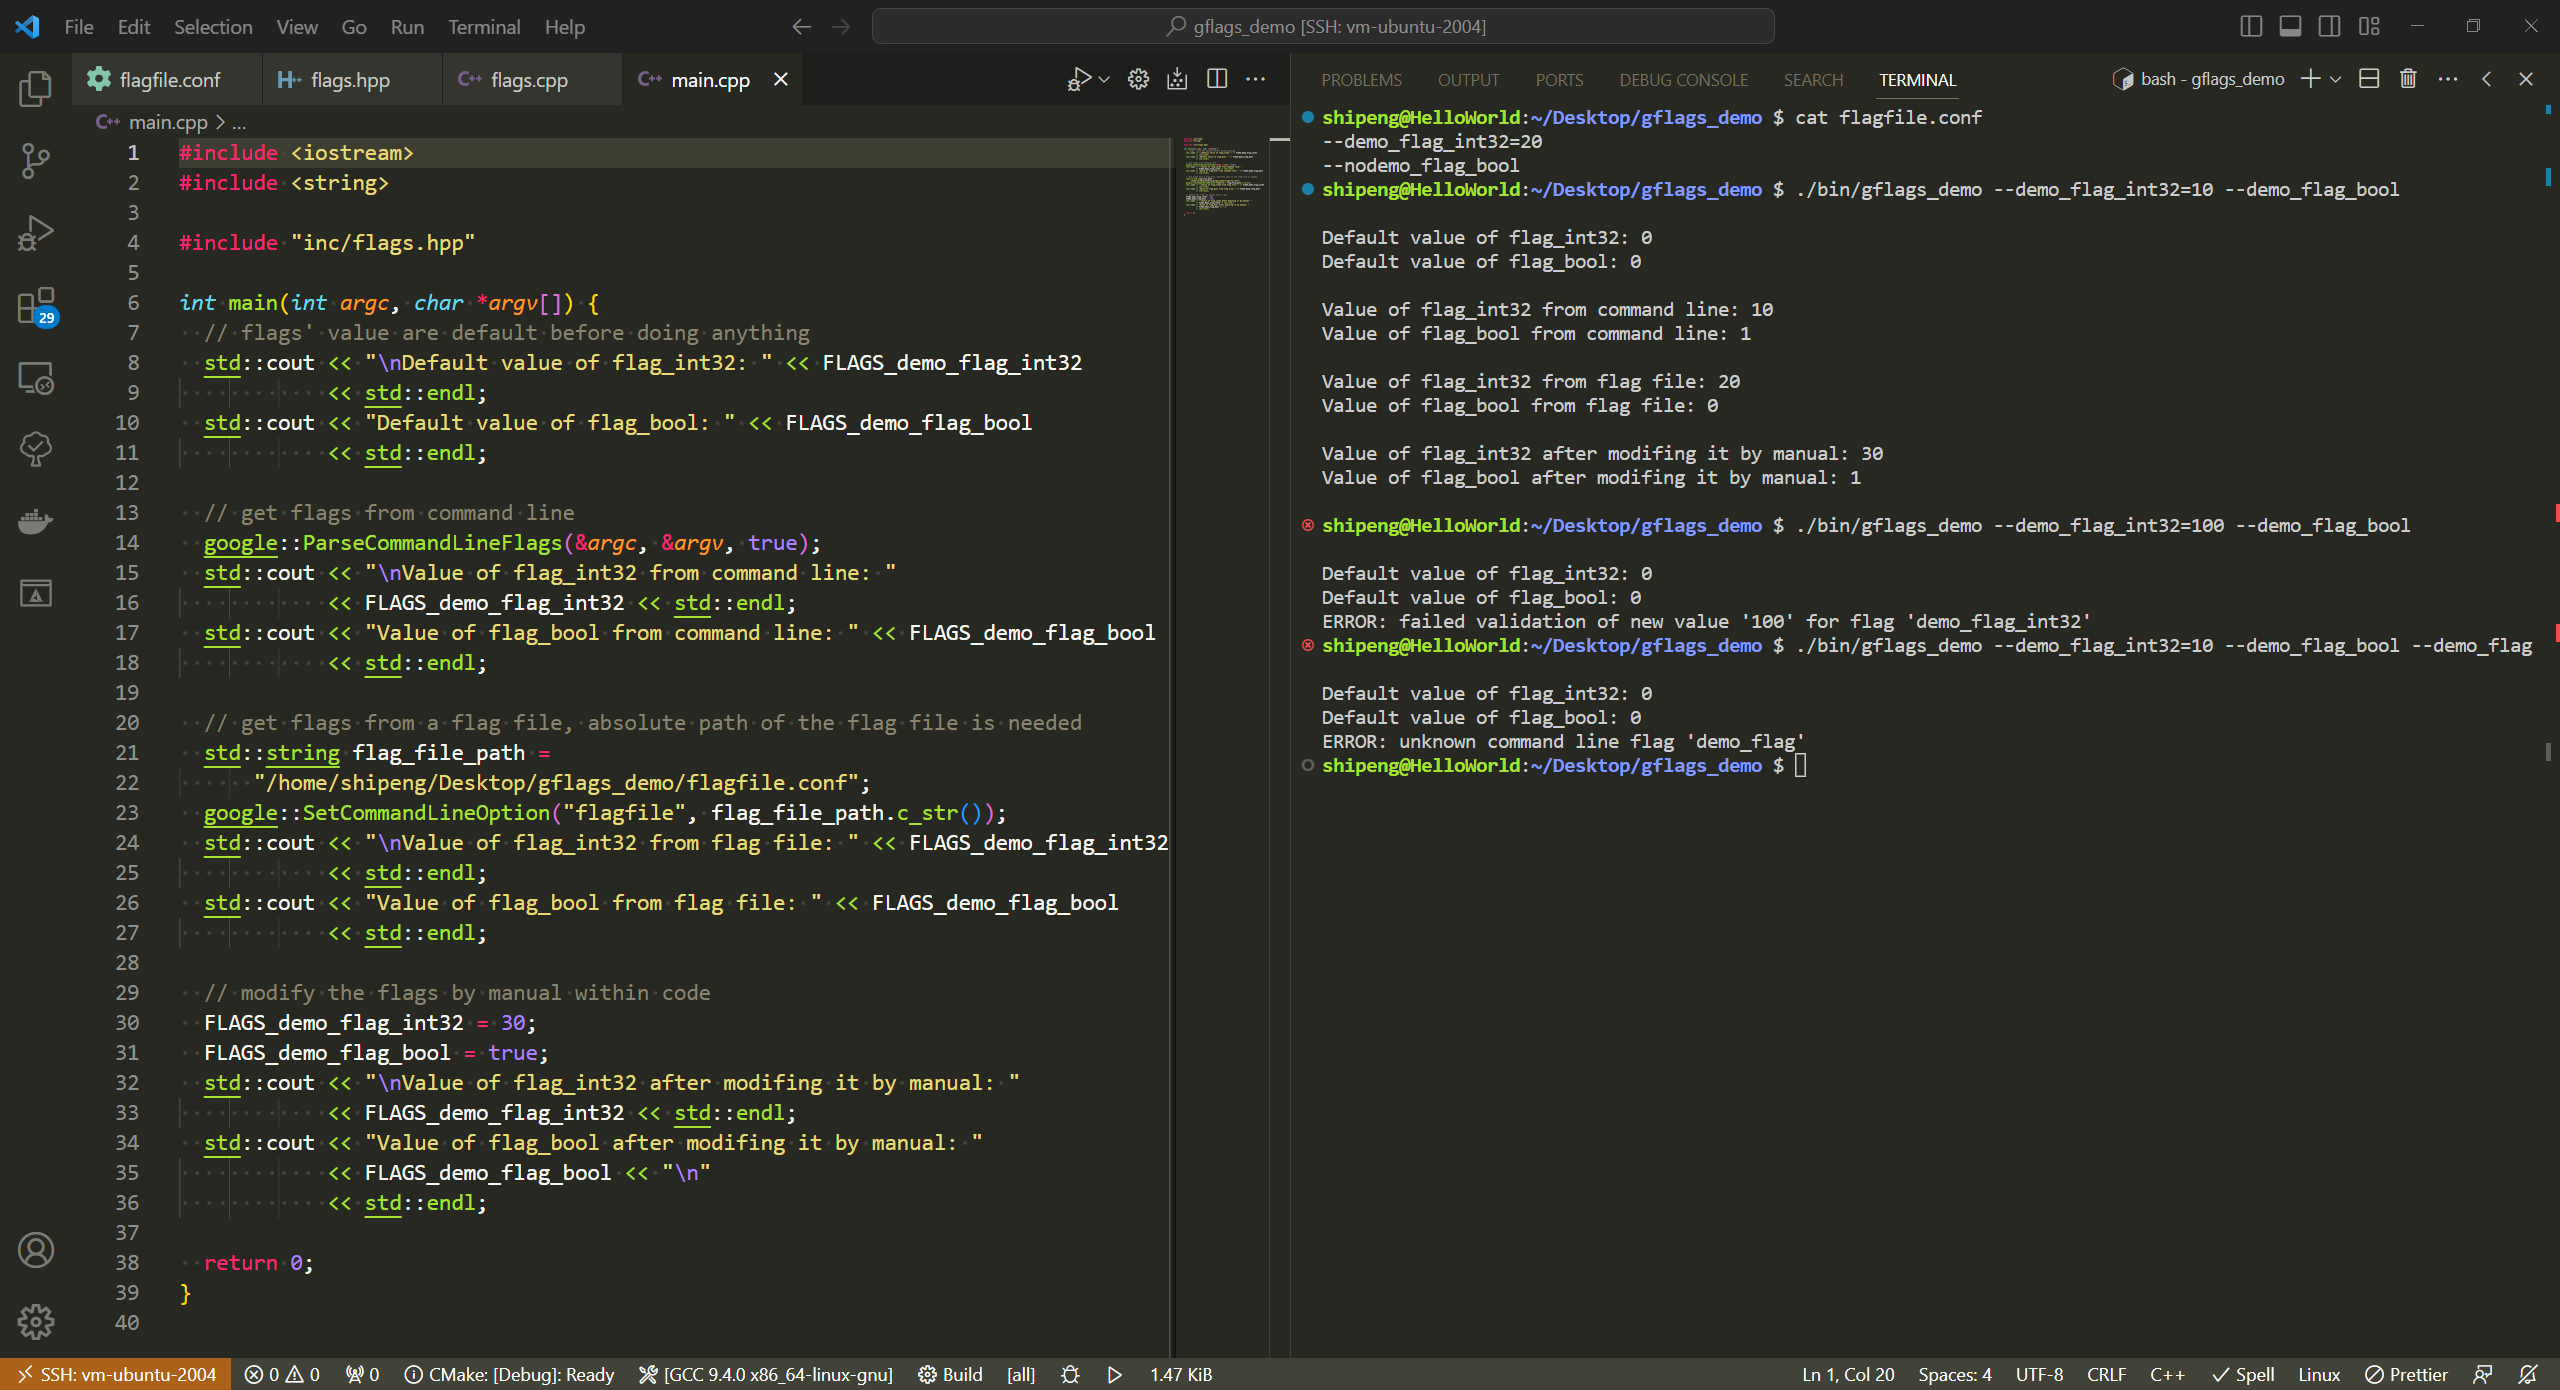 File Edit Selection View Go Run Terminal Help
gflags_demo [SSH: vm-ubuntu-2004]
flagfile.conf
flags.hpp
flags.cpp
main.cpp
main.cpp > ...
29
1 #include <iostream>
2 #include <string>
3
4 #include "inc/flags.hpp"
5
6 int main(int argc, char *argv[]) {
7 // flags' value are default before doing anything
8 std::cout << "\nDefault value of flag_int32: " << FLAGS_demo_flag_int32
9 << std::endl;
10 std::cout << "Default value of flag_bool: " << FLAGS_demo_flag_bool
11 << std::endl;
12
13 // get flags from command line
14 google::ParseCommandLineFlags(&argc, &argv, true);
15 std::cout << "\nValue of flag_int32 from command line: "
16 << FLAGS_demo_flag_int32 << std::endl;
17 std::cout << "Value of flag_bool from command line: " << FLAGS_demo_flag_bool
18 << std::endl;
19
20 // get flags from a flag file, absolute path of the flag file is needed
21 std::string flag_file_path =
22 "/home/shipeng/Desktop/gflags_demo/flagfile.conf";
23 google::SetCommandLineOption("flagfile", flag_file_path.c_str());
24 std::cout << "\nValue of flag_int32 from flag file: " << FLAGS_demo_flag_int32
25 << std::endl;
26 std::cout << "Value of flag_bool from flag file: " << FLAGS_demo_flag_bool
27 << std::endl;
28
29 // modify the flags by manual within code
30 FLAGS_demo_flag_int32 = 30;
31 FLAGS_demo_flag_bool = true;
32 std::cout << "\nValue of flag_int32 after modifing it by manual: "
33 << FLAGS_demo_flag_int32 << std::endl;
34 std::cout << "Value of flag_bool after modifing it by manual: "
35 << FLAGS_demo_flag_bool << "\n"
36 << std::endl;
37
38 return 0;
39 }
40
PROBLEMS OUTPUT PORTS DEBUG CONSOLE SEARCH TERMINAL
bash - gflags_demo
shipeng@HelloWorld:~/Desktop/gflags_demo $ cat flagfile.conf
--demo_flag_int32=20
--nodemo_flag_bool
shipeng@HelloWorld:~/Desktop/gflags_demo $ ./bin/gflags_demo --demo_flag_int32=10 --demo_flag_bool
Default value of flag_int32: 0
Default value of flag_bool: 0
Value of flag_int32 from command line: 10
Value of flag_bool from command line: 1
Value of flag_int32 from flag file: 20
Value of flag_bool from flag file: 0
Value of flag_int32 after modifing it by manual: 30
Value of flag_bool after modifing it by manual: 1
shipeng@HelloWorld:~/Desktop/gflags_demo $ ./bin/gflags_demo --demo_flag_int32=100 --demo_flag_bool
Default value of flag_int32: 0
Default value of flag_bool: 0
ERROR: failed validation of new value '100' for flag 'demo_flag_int32'
shipeng@HelloWorld:~/Desktop/gflags_demo $ ./bin/gflags_demo --demo_flag_int32=10 --demo_flag_bool --demo_flag
Default value of flag_int32: 0
Default value of flag_bool: 0
ERROR: unknown command line flag 'demo_flag'
shipeng@HelloWorld:~/Desktop/gflags_demo $
SSH: vm-ubuntu-2004 0 0 0 CMake: [Debug]: Ready [GCC 9.4.0 x86_64-linux-gnu] Build [all] 1.47 KiB Ln 1, Col 20 Spaces: 4 UTF-8 CRLF C++ Spell Linux Prettier